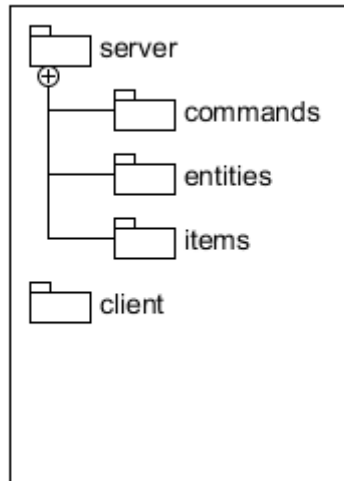 server
commands
entities
items
client